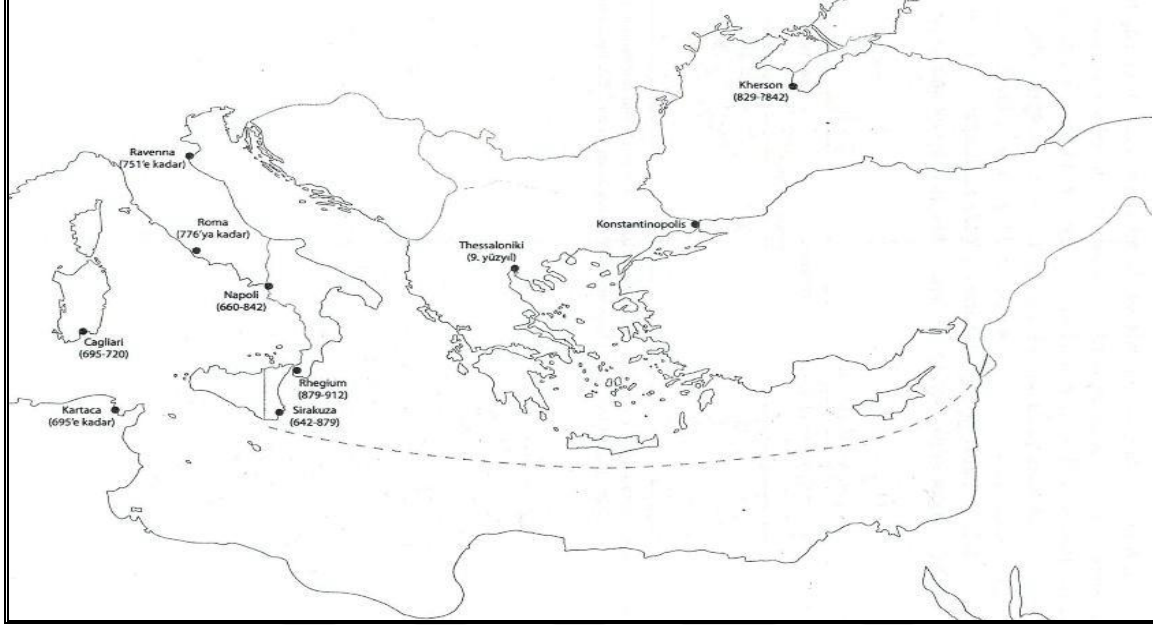 Kherson
(829-?842)
Ravenna
(751'e kadar)
Roma
(776'ya kadar)
Konstantinopolis
Thessaloniki
(9. yüzyıl)
Napoli
(660-842)
Cagliari
(695-720)
Rhegium
(879-912)
Kartaca
(695'e kadar)
Sirakuza
(642-879)